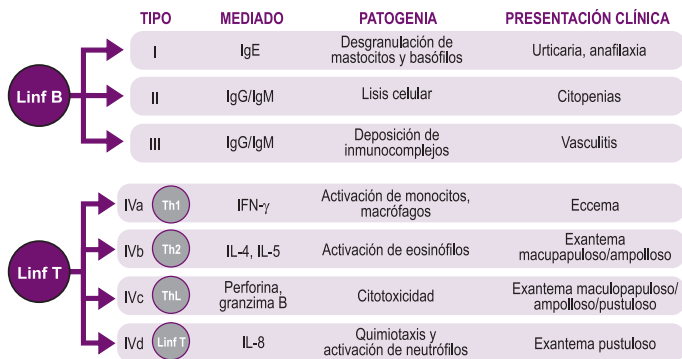 TIPO MEDIADO PATOGENIA PRESENTACIÓN CLÍNICA
Linf B
I IgE Desgranulación de
mastocitos y basófilos Urticaria, anafilaxia
II IgG/IgM Lisis celular Citopenias
III IgG/IgM Deposición de
inmunocomplejos Vasculitis
Linf T
IVa Th1 IFN-γ Activación de monocitos,
macrófagos Eccema
IVb Th2 IL-4, IL-5 Activación de eosinófilos Exantema
macupapuloso/ampolloso
IVc ThL Perforina,
granzima B Citotoxicidad Exantema maculopapuloso/
ampolloso/pustuloso
IVd Linf T IL-8 Quimiotaxis y
activación de neutrófilos Exantema pustuloso